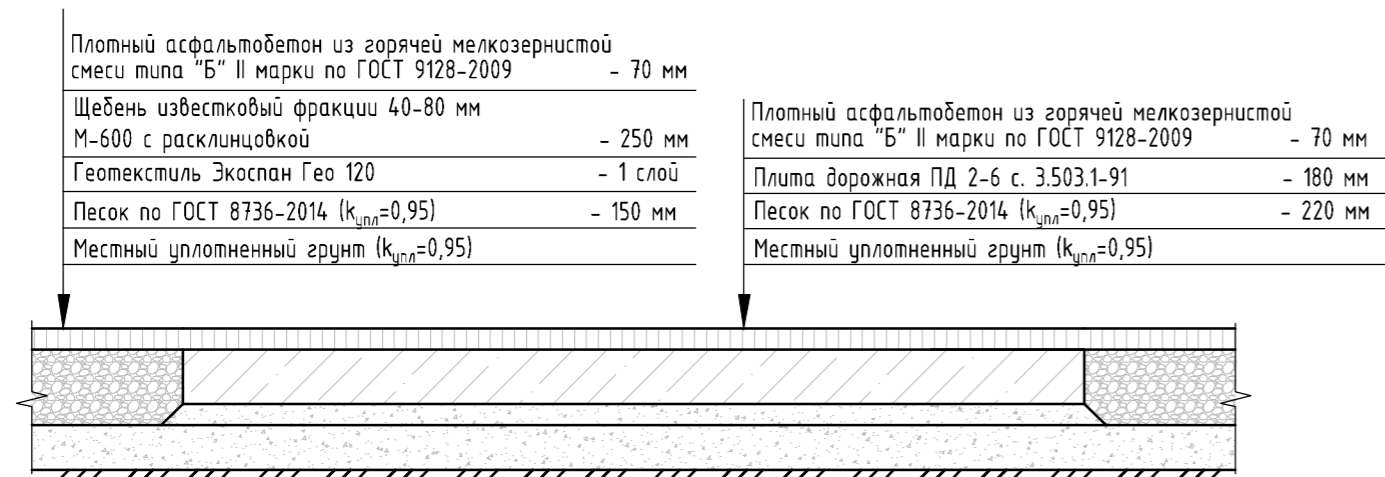 Плотный асфальтобетон из горячей мелкозернистой
смеси типа "Б" II марки по ГОСТ 9128-2009 - 70 мм
Щебень известковый фракции 40-80 мм
М-600 с расклинцовкой - 250 мм
Геотекстиль Экоспан Гео 120 - 1 слой
Песок по ГОСТ 8736-2014 (kупл=0,95) - 150 мм
Местный уплотненный грунт (kупл=0,95)
Плотный асфальтобетон из горячей мелкозернистой
смеси типа "Б" II марки по ГОСТ 9128-2009 - 70 мм
Плита дорожная ПД 2-6 с. 3.503.1-91 - 180 мм
Песок по ГОСТ 8736-2014 (kупл=0,95) - 220 мм
Местный уплотненный грунт (kупл=0,95)